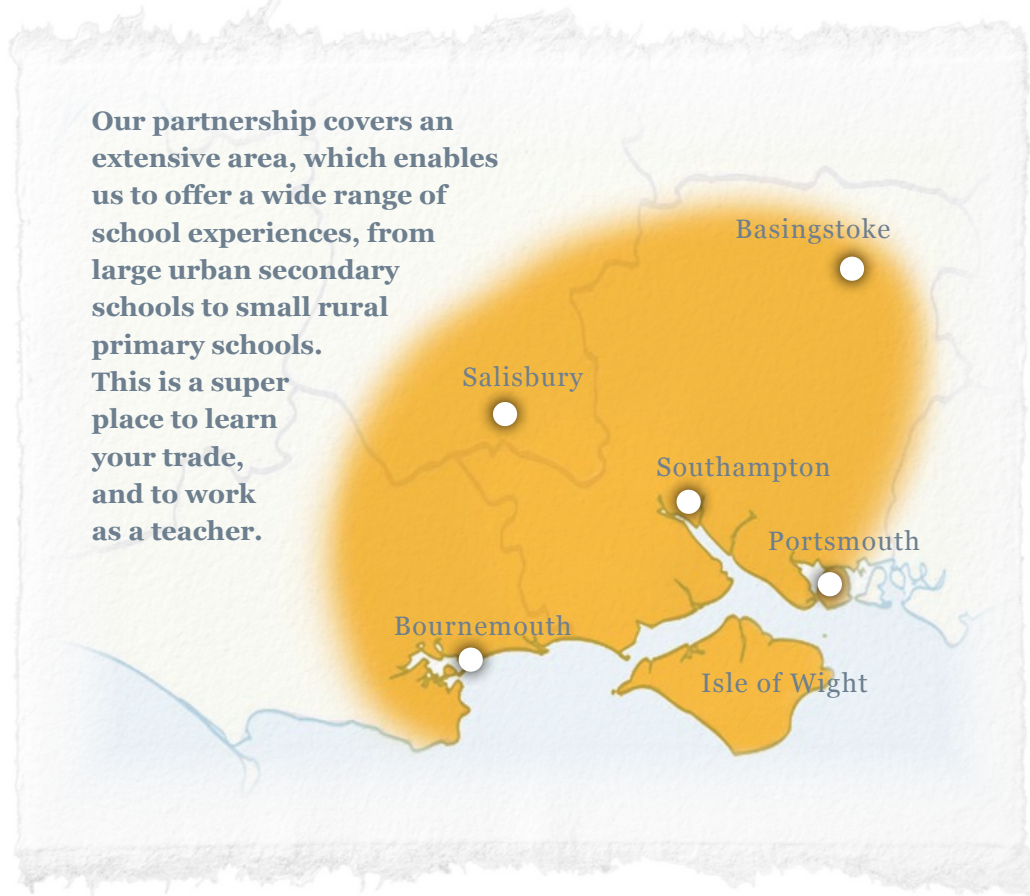 Our partnership covers an
extensive area, which enables
us to offer a wide range of
school experiences, from
large urban secondary
schools to small rural
primary schools.
This is a super
place to learn
your trade,
and to work
as a teacher.
Basingstoke
Salisbury
Southampton
Portsmouth
Bournemouth
Isle of Wight